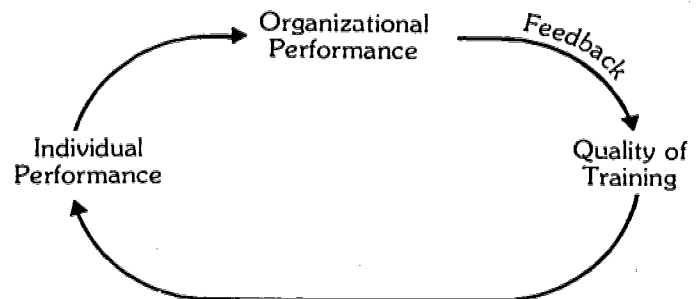 Organizational
Performance
Feedback
Individual
Performance
Quality of
Training